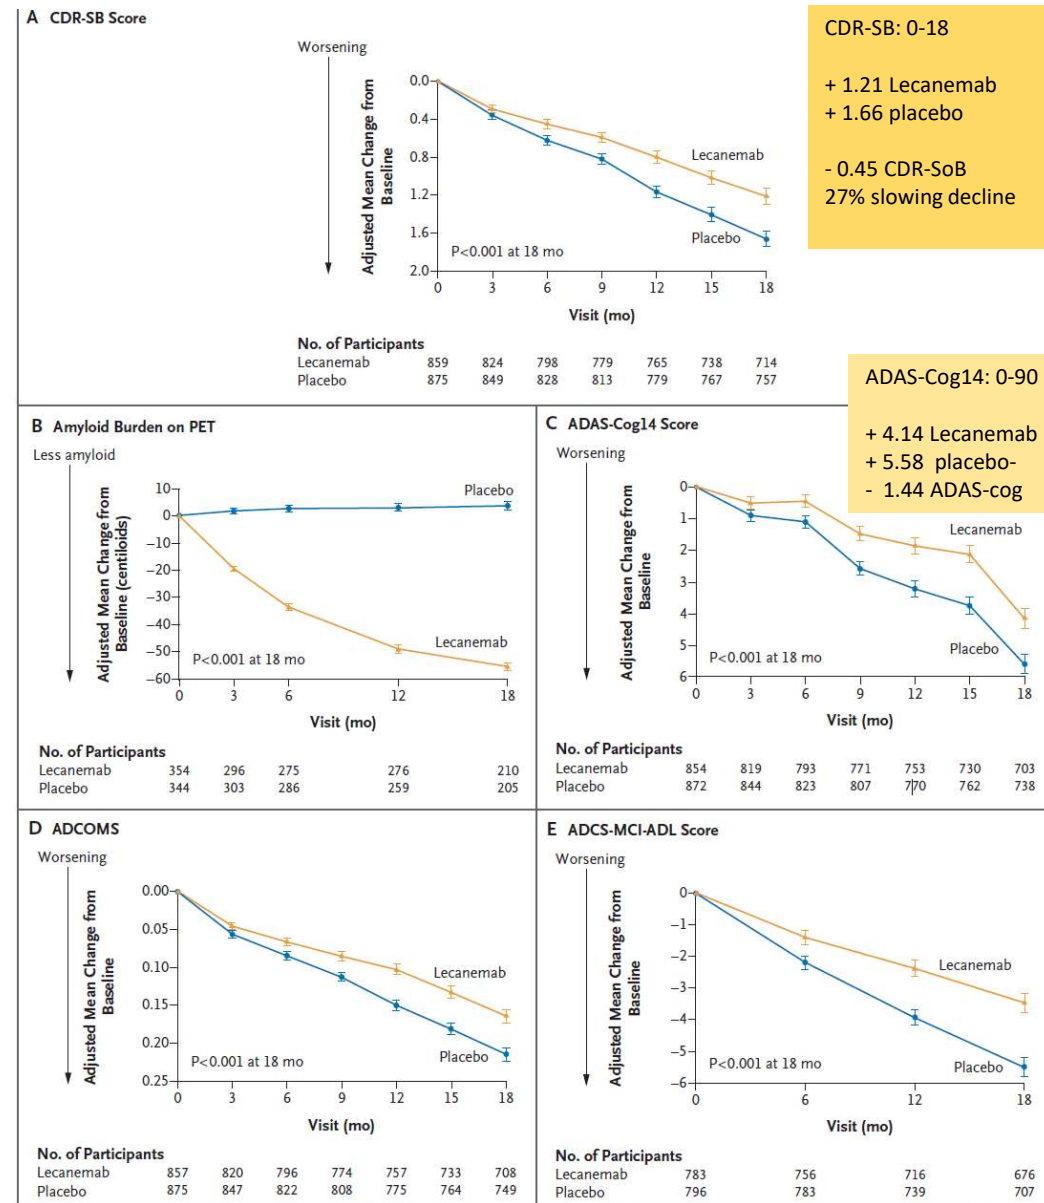 A CDR-SB Score
Worsening
Adjusted Mean Change from
Baseline
0.0
0.4
0.8
1.2
1.6
2.0
Lecanemab
Placebo
P<0.001 at 18 mo
0 3 6 9 12 15 18
Visit (mo)
No. of Participants
Lecanemab 859 824 798 779 765 738 714
Placebo 875 849 828 813 779 767 757
CDR-SB: 0-18
+ 1.21 Lecanemab
+ 1.66 placebo
- 0.45 CDR-SoB
27% slowing decline
B Amyloid Burden on PET
Less amyloid
Adjusted Mean Change from
Baseline (centiloids)
10
0
−10
−20
−30
−40
−50
−60
Placebo
Lecanemab
P<0.001 at 18 mo
0 3 6 12 18
Visit (mo)
No. of Participants
Lecanemab 354 296 275 276 210
Placebo 344 303 286 259 205
ADAS-Cog14: 0-90
+ 4.14 Lecanemab
+ 5.58 placebo-
- 1.44 ADAS-cog
C ADAS-Cog14 Score
Worsening
Adjusted Mean Change from
Baseline
0
1
2
3
4
5
6
Lecanemab
Placebo
P<0.001 at 18 mo
0 3 6 9 12 15 18
Visit (mo)
No. of Participants
Lecanemab 854 819 793 771 753 730 703
Placebo 872 844 823 807 770 762 738
D ADCOMS
Worsening
Adjusted Mean Change from
Baseline
0.00
0.05
0.10
0.15
0.20
0.25
Lecanemab
Placebo
P<0.001 at 18 mo
0 3 6 9 12 15 18
Visit (mo)
No. of Participants
Lecanemab 857 820 796 774 757 733 708
Placebo 875 847 822 808 775 764 749
E ADCS-MCI-ADL Score
Worsening
Adjusted Mean Change from
Baseline
0
−1
−2
−3
−4
−5
−6
Lecanemab
Placebo
P<0.001 at 18 mo
0 6 12 18
Visit (mo)
No. of Participants
Lecanemab 783 756 716 676
Placebo 796 783 739 707